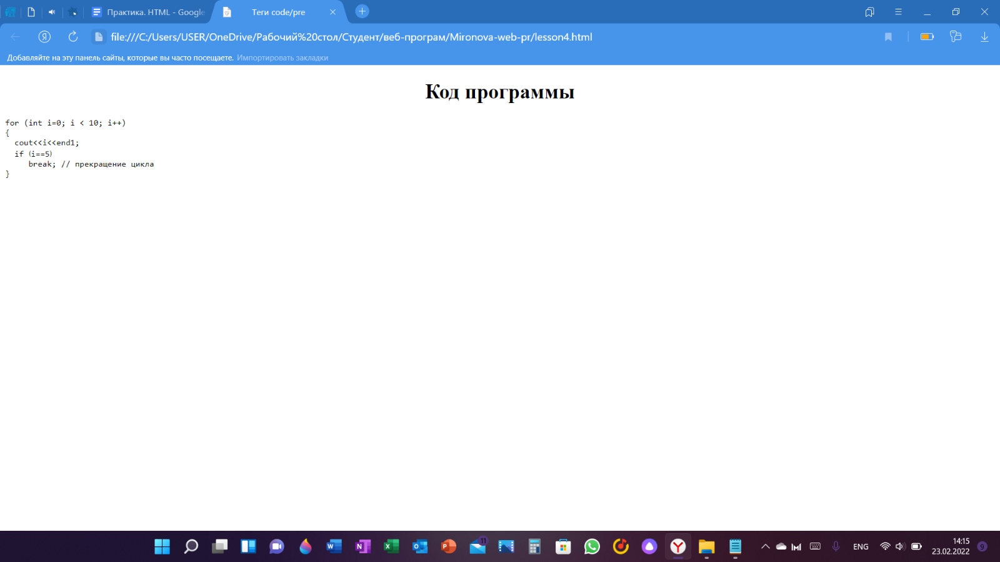 Практика. HTML - Google
Теги code/pre
file:///C:/Users/USER/OneDrive/Рабочий%20стол/Студент/веб-програм/Mironova-web-pr/lesson4.html
Добавляйте на эту панель сайты, которые вы часто посещаете. Импортировать закладки
Код программы
for (int i=0; i < 10; i++)
{
  cout<<i<<end1;
  if (i==5)
     break; // прекращение цикла
}
11
ENG
14:15
23.02.2022
9